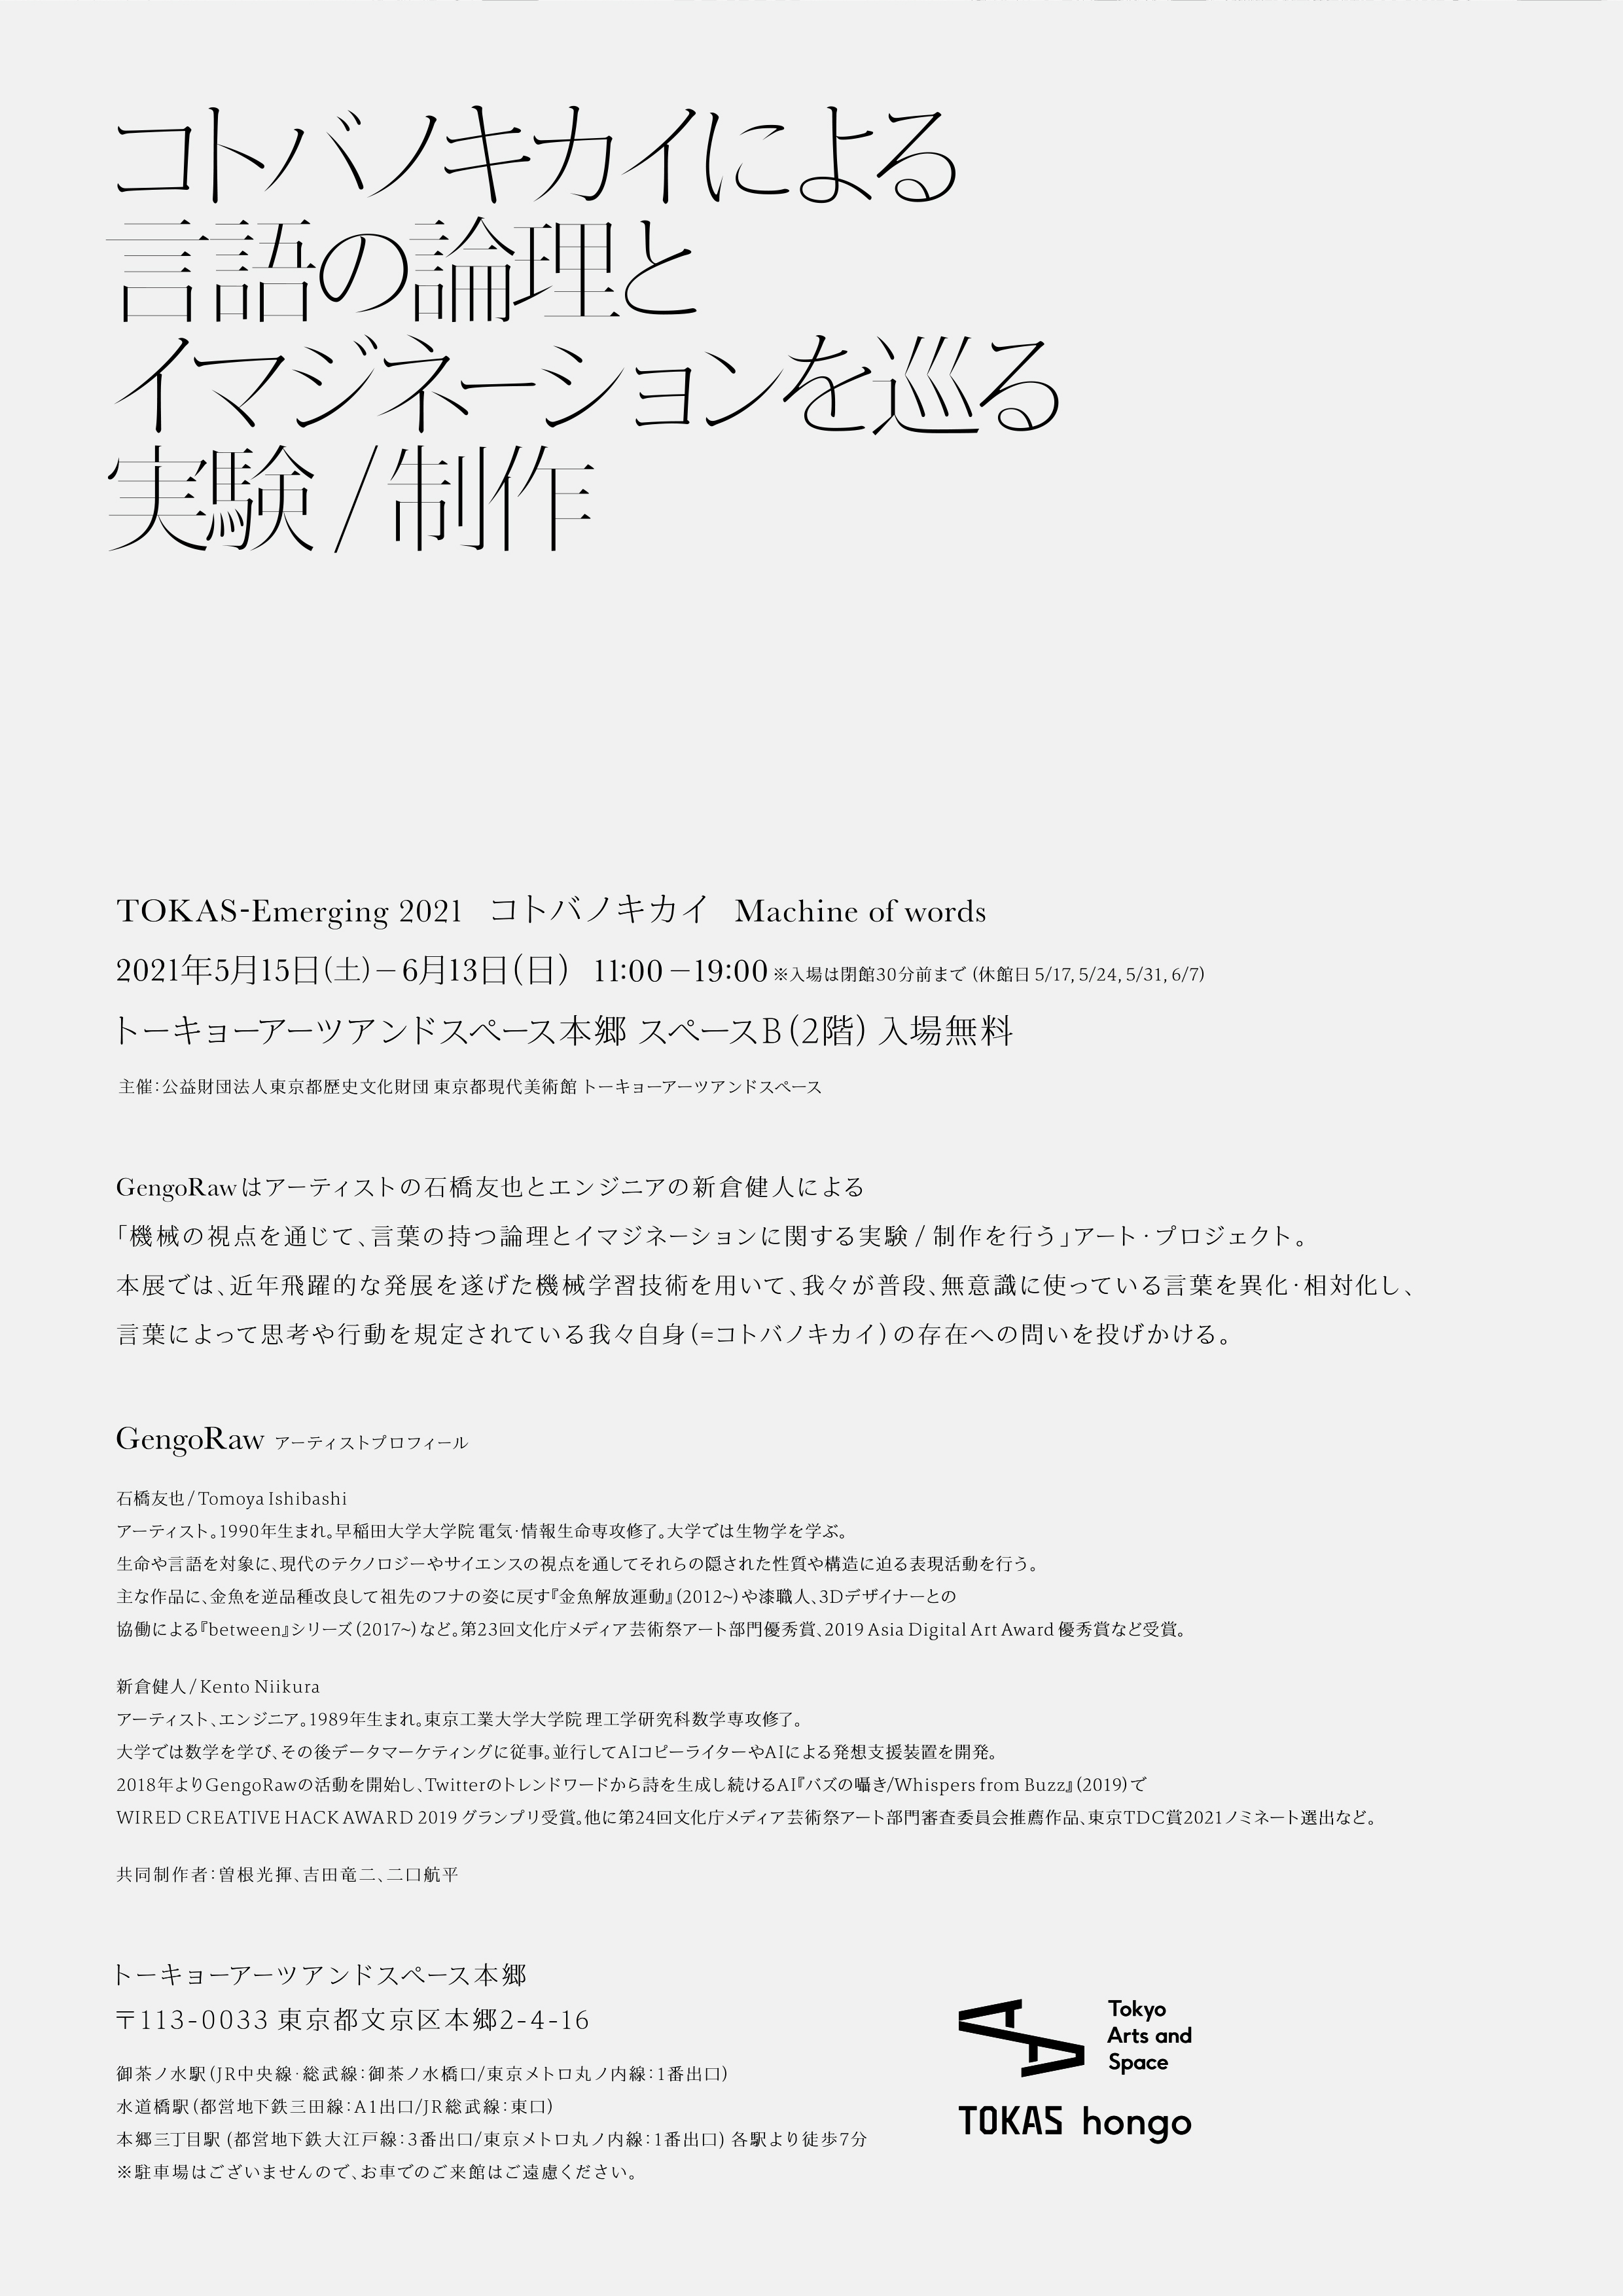 コトバノキカイによる
言語の論理と
イマジネーションを巡る
実験/制作
TOKAS-Emerging 2021 コトバノキカイ Machine of words
2021年5月15日(土)–6月13日(日) 11:00–19:00 ※入場は閉館30分前まで (休館日 5/17, 5/24, 5/31, 6/7)
トーキョーアーツアンドスペース本郷 スペースB(2階) 入場無料
主催:公益財団法人東京都歴史文化財団 東京都現代美術館 トーキョーアーツアンドスペース
GengoRawはアーティストの石橋友也とエンジニアの新倉健人による
「機械の視点を通じて、言葉の持つ論理とイマジネーションに関する実験 / 制作を行う」アート・プロジェクト。
本展では、近年飛躍的な発展を遂げた機械学習技術を用いて、我々が普段、無意識に使っている言葉を異化・相対化し、
言葉によって思考や行動を規定されている我々自身(=コトバノキカイ)の存在への問いを投げかける。
GengoRaw アーティストプロフィール
石橋友也/Tomoya Ishibashi
アーティスト。1990年生まれ。早稲田大学大学院 電気・情報生命専攻修了。大学では生物学を学ぶ。
生命や言語を対象に、現代のテクノロジーやサイエンスの視点を通してそれらの隠された性質や構造に迫る表現活動を行う。
主な作品に、金魚を逆品種改良して祖先のフナの姿に戻す『金魚解放運動』(2012~)や漆職人、3Dデザイナーとの
協働による『between』シリーズ(2017~)など。第23回文化庁メディア芸術祭アート部門優秀賞、2019 Asia Digital Art Award 優秀賞など受賞。
新倉健人/Kento Niikura
アーティスト、エンジニア。1989年生まれ。東京工業大学大学院 理工学研究科数学専攻修了。
大学では数学を学び、その後データマーケティングに従事。並行してAIコピーライターやAIによる発想支援装置を開発。
2018年よりGengoRawの活動を開始し、Twitterのトレンドワードから詩を生成し続けるAI『バズの囁き/Whispers from Buzz』(2019)で
WIRED CREATIVE HACK AWARD 2019 グランプリ受賞。他に第24回文化庁メディア芸術祭アート部門審査委員会推薦作品、東京TDC賞2021ノミネート選出など。
共同制作者:曽根光揮、吉田竜二、二口航平
トーキョーアーツアンドスペース本郷
〒113-0033 東京都文京区本郷2-4-16
御茶ノ水駅(JR中央線・総武線:御茶ノ水橋口/東京メトロ丸ノ内線:1番出口)
水道橋駅(都営地下鉄三田線:A1出口/JR総武線:東口)
本郷三丁目駅 (都営地下鉄大江戸線:3番出口/東京メトロ丸ノ内線:1番出口) 各駅より徒歩7分
※駐車場はございませんので、お車でのご来館はご遠慮ください。
Tokyo
Arts and
Space
TOKAS hongo